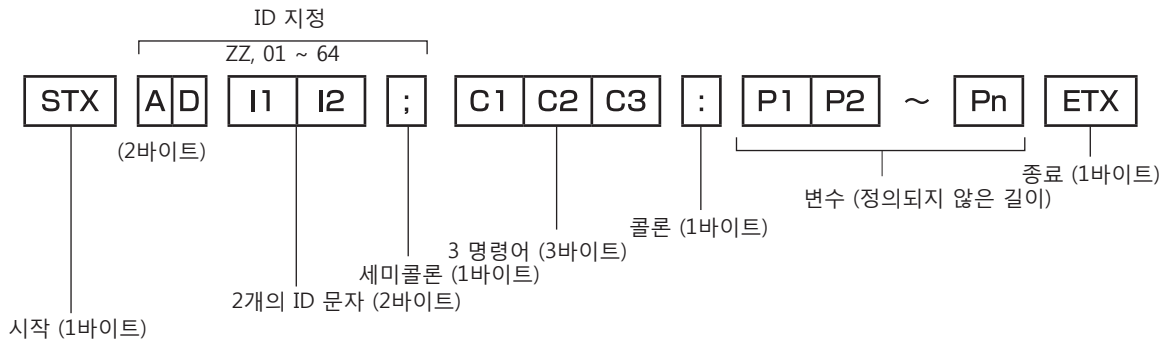 ID 지정
ZZ, 01 ~ 64
STX A D I1 I2 ; C1 C2 C3 : P1 P2 ~ Pn ETX
(2바이트)
종료 (1바이트)
변수 (정의되지 않은 길이)
콜론 (1바이트)
3 명령어 (3바이트)
세미콜론 (1바이트)
2개의 ID 문자 (2바이트)
시작 (1바이트)